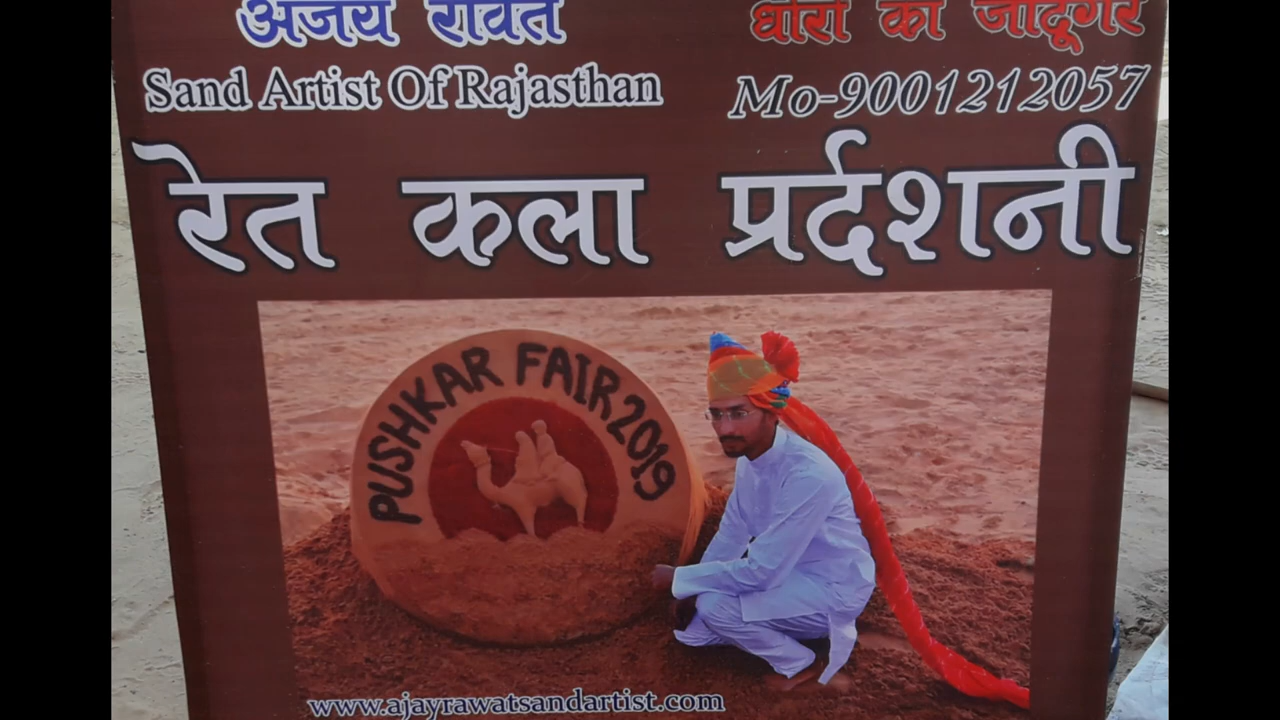 अजय रावत
धोरों का जादूगर
Sand Artist Of Rajasthan
Mo-9001212057
रेत कला प्रर्दशनी
PUSHKAR FAIR 2019
www.ajayrawatsandartist.com